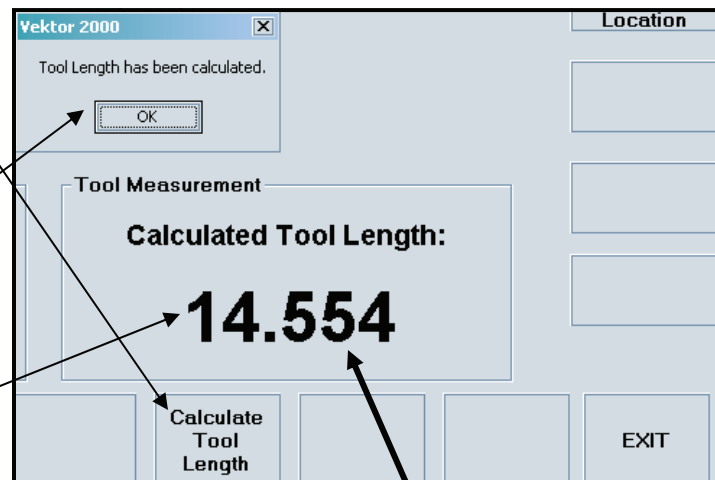 Vektor 2000
Location
Tool Length has been calculated.
OK
Tool Measurement
Calculated Tool Length:
14.554
Calculate
Tool
Length
EXIT